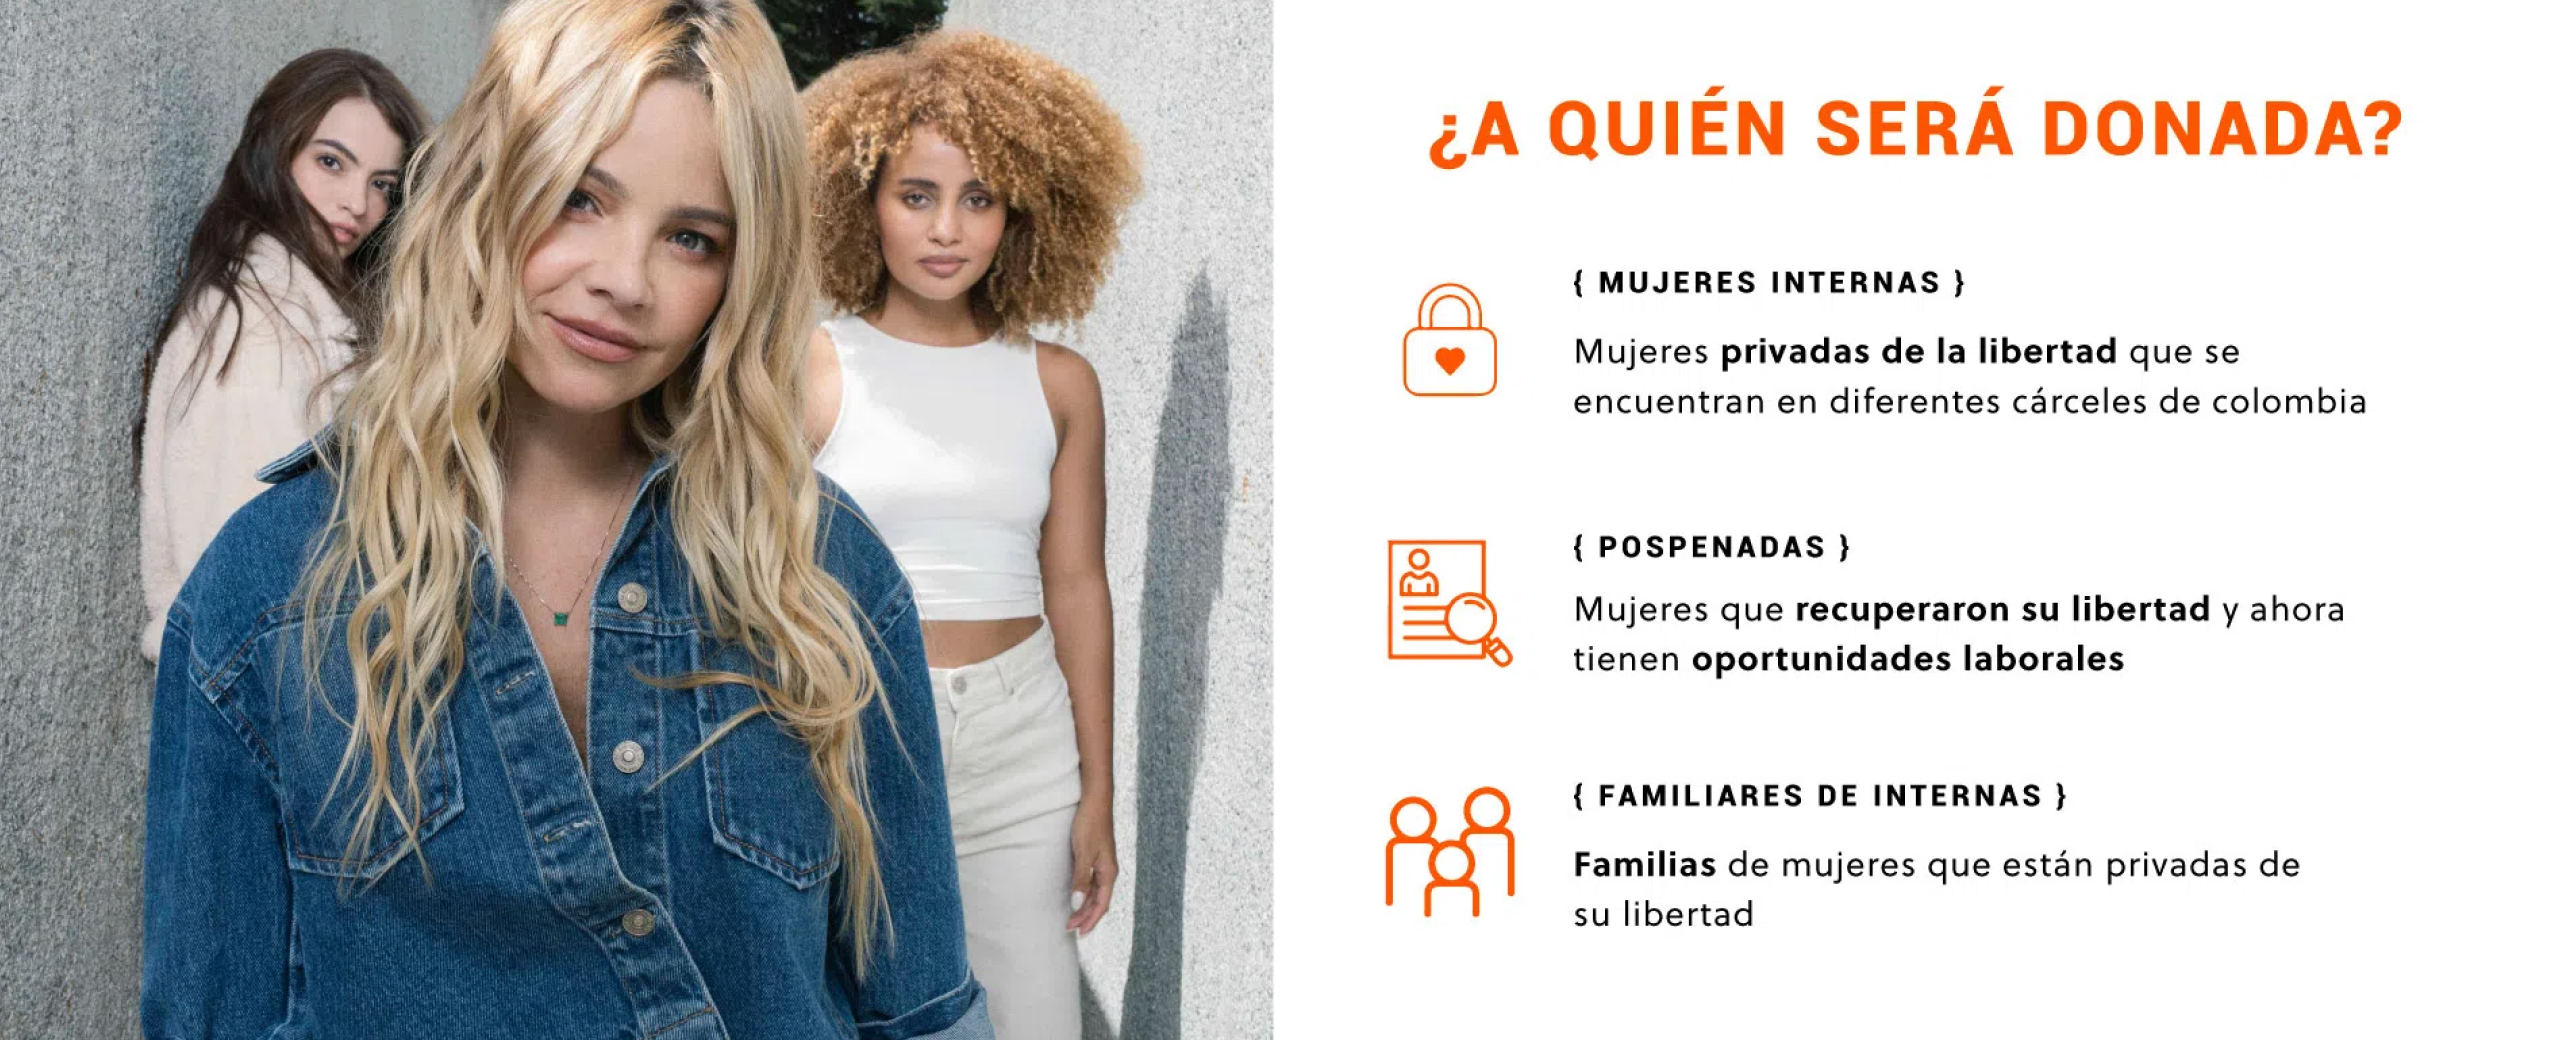 ¿A QUIÉN SERÁ DONADA?
{ MUJERES INTERNAS }
Mujeres privadas de la libertad que se
encuentran en diferentes cárceles de colombia
{ POSPENADAS }
Mujeres que recuperaron su libertad y ahora
tienen oportunidades laborales
{ FAMILIARES DE INTERNAS }
Familias de mujeres que están privadas de
su libertad